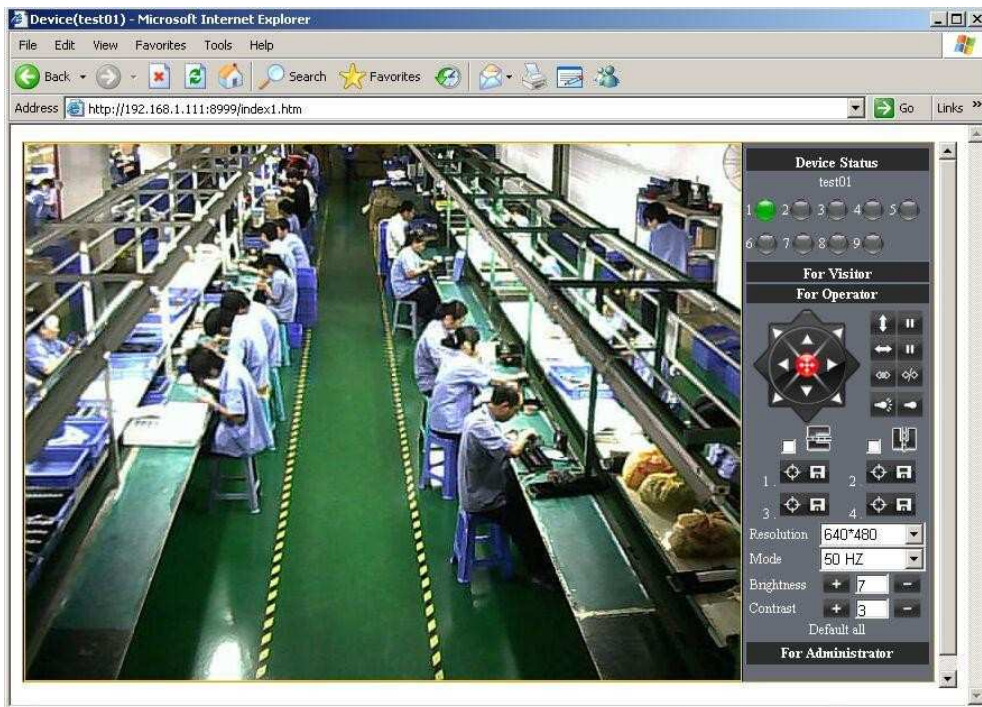 Device(test01) - Microsoft Internet Explorer
File Edit View Favorites Tools Help
Back Search Favorites
Address http://192.168.1.111:8999/index1.htm Go Links »
Device Status
test01
1 2 3 4 5
6 7 8 9
For Visitor
For Operator
1. 2.
3. 4.
Resolution 640*480
Mode 50 HZ
Brightness + 7 -
Contrast + 3 -
Default all
For Administrator